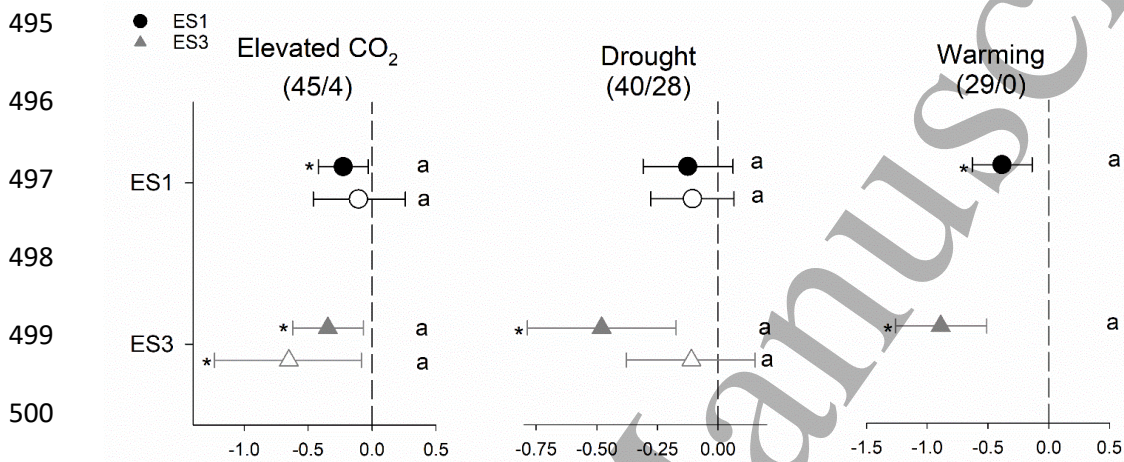 495
ES1
ES3
Elevated CO₂
(45/4)
Drought
(40/28)
Warming
(29/0)
496
497
ES1
* a
a
a
a
* a
498
499
ES3
* a
* a
* a
a
* a
500
-1.0 -0.5 0.0 0.5
-0.75 -0.50 -0.25 0.00
-1.5 -1.0 -0.5 0.0 0.5